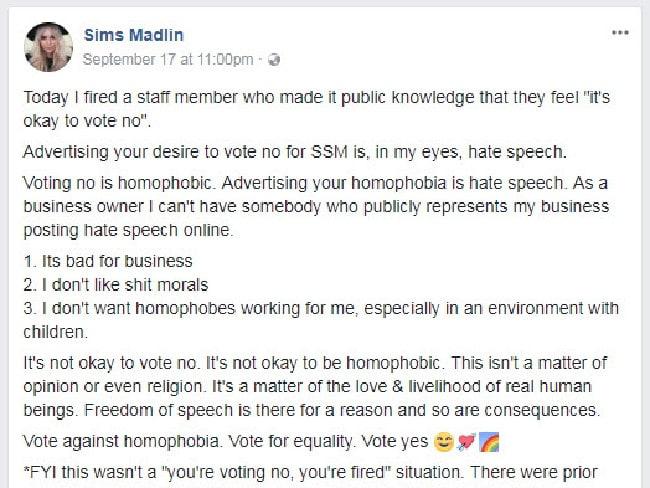 Sims Madlin
September 17 at 11:00pm ·
Today I fired a staff member who made it public knowledge that they feel "it's
okay to vote no".
Advertising your desire to vote no for SSM is, in my eyes, hate speech.
Voting no is homophobic. Advertising your homophobia is hate speech. As a
business owner I can't have somebody who publicly represents my business
posting hate speech online.
1. Its bad for business
2. I don't like shit morals
3. I don't want homophobes working for me, especially in an environment with
children.
It's not okay to vote no. It's not okay to be homophobic. This isn't a matter of
opinion or even religion. It's a matter of the love & livelihood of real human
beings. Freedom of speech is there for a reason and so are consequences.
Vote against homophobia. Vote for equality. Vote yes 😄💘🌈
*FYI this wasn't a "you're voting no, you're fired" situation. There were prior